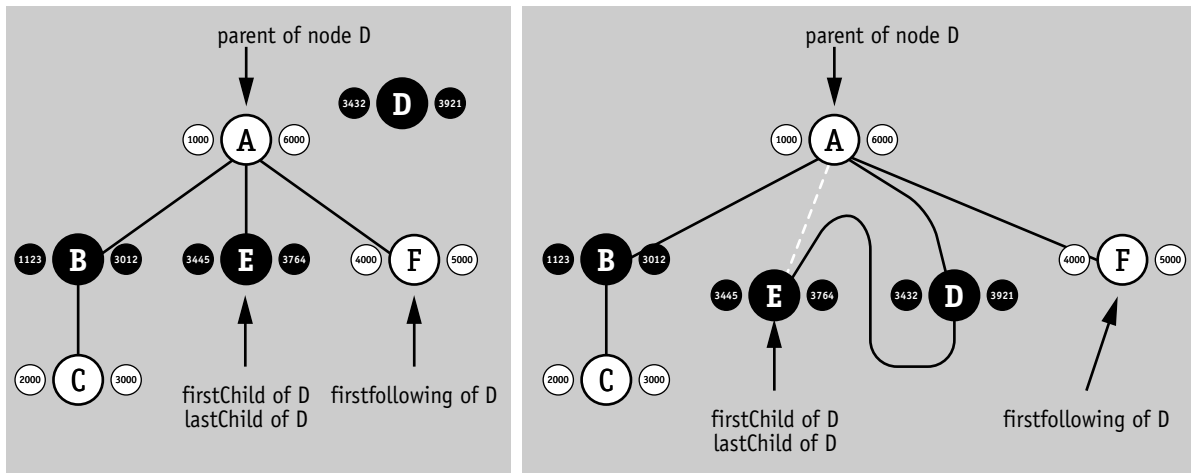 parent of node D
3432 D 3921
1000 A 6000
1123 B 3012
3445 E 3764
4000 F 5000
2000 C 3000
firstChild of D
lastChild of D
firstfollowing of D
parent of node D
1000 A 6000
1123 B 3012
4000 F 5000
3445 E 3764
3432 D 3921
2000 C 3000
firstChild of D
lastChild of D
firstfollowing of D